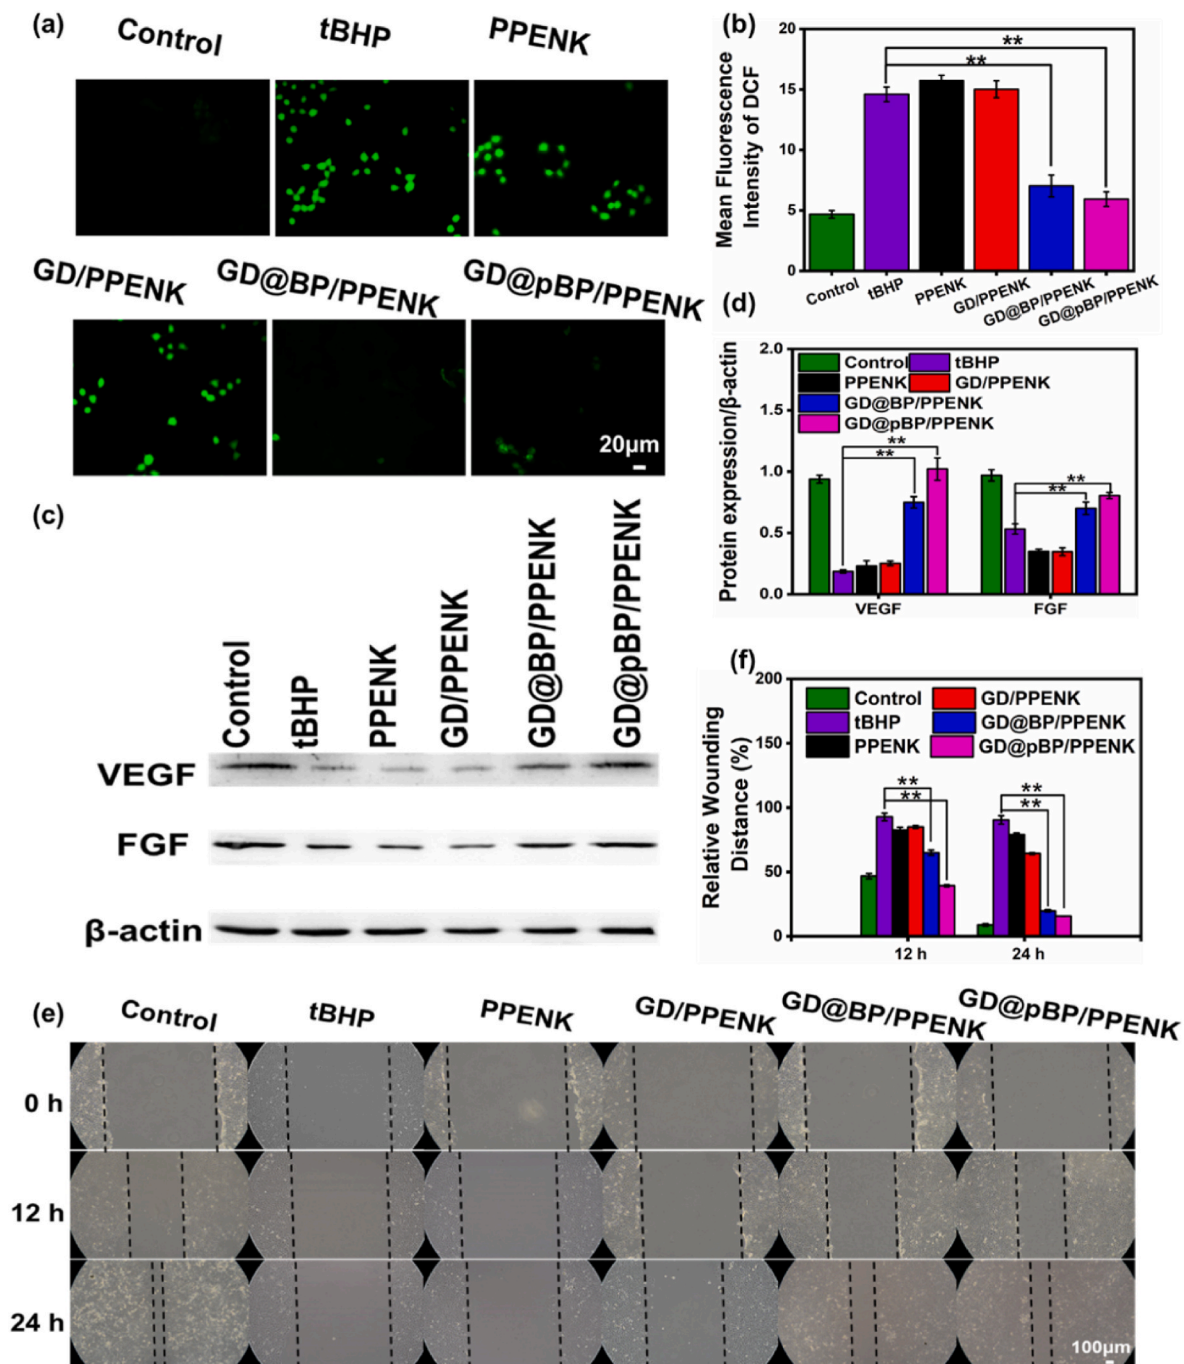 (a)
Control
tBHP
PPENK
GD/PPENK
GD@BP/PPENK
GD@pBP/PPENK
20μm
(b)
Mean Fluorescence
Intensity of DCF
20
15
10
5
0
**
**
Control
tBHP
PPENK
GD/PPENK
GD@BP/PPENK
GD@pBP/PPENK
(c)
Control
tBHP
PPENK
GD/PPENK
GD@BP/PPENK
GD@pBP/PPENK
VEGF
FGF
β-actin
(d)
Protein expression/β-actin
2.0
1.5
1.0
0.5
0.0
Control
tBHP
PPENK
GD/PPENK
GD@BP/PPENK
GD@pBP/PPENK
**
**
**
**
VEGF
FGF
(f)
Relative Wounding
Distance (%)
200
150
100
50
0
Control
GD/PPENK
tBHP
GD@BP/PPENK
PPENK
GD@pBP/PPENK
**
**
**
**
12 h
24 h
(e)
Control
tBHP
PPENK
GD/PPENK
GD@BP/PPENK
GD@pBP/PPENK
0 h
12 h
24 h
100μm